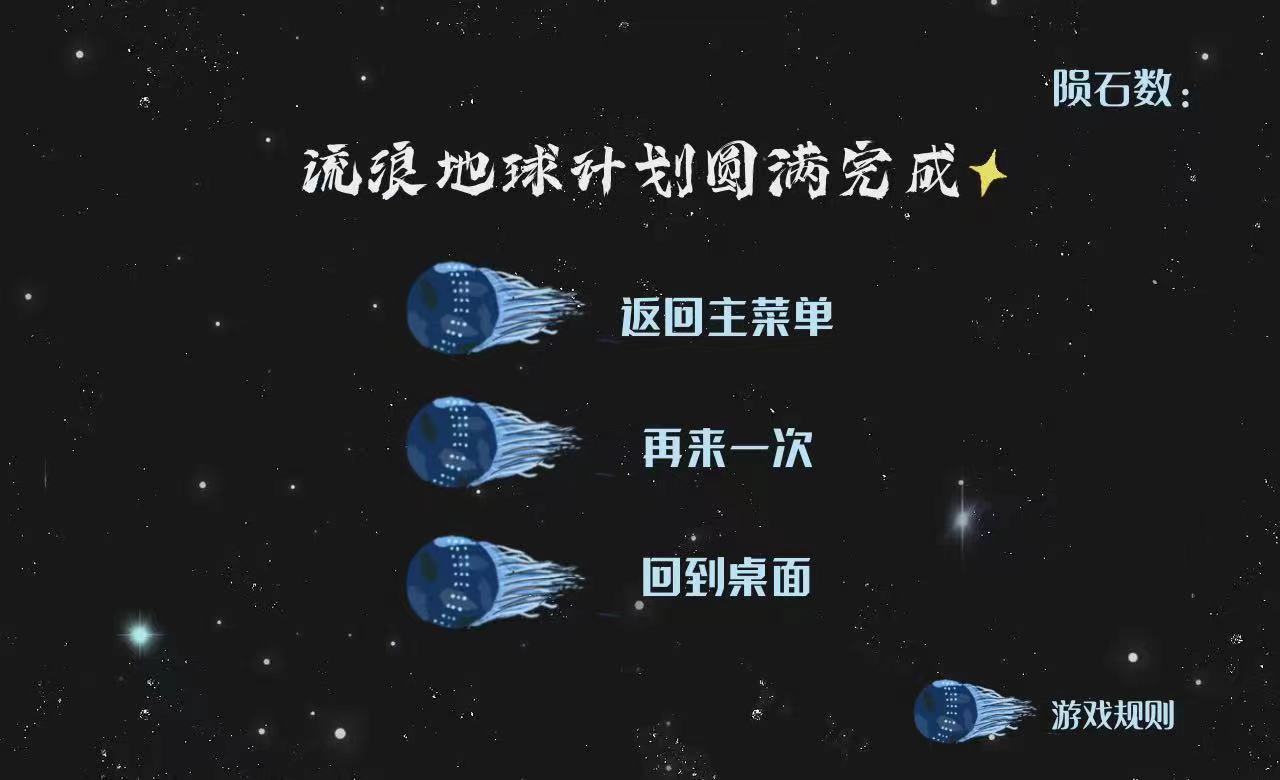 陨石数：
流浪地球计划圆满完成
返回主菜单
再来一次
回到桌面
游戏规则